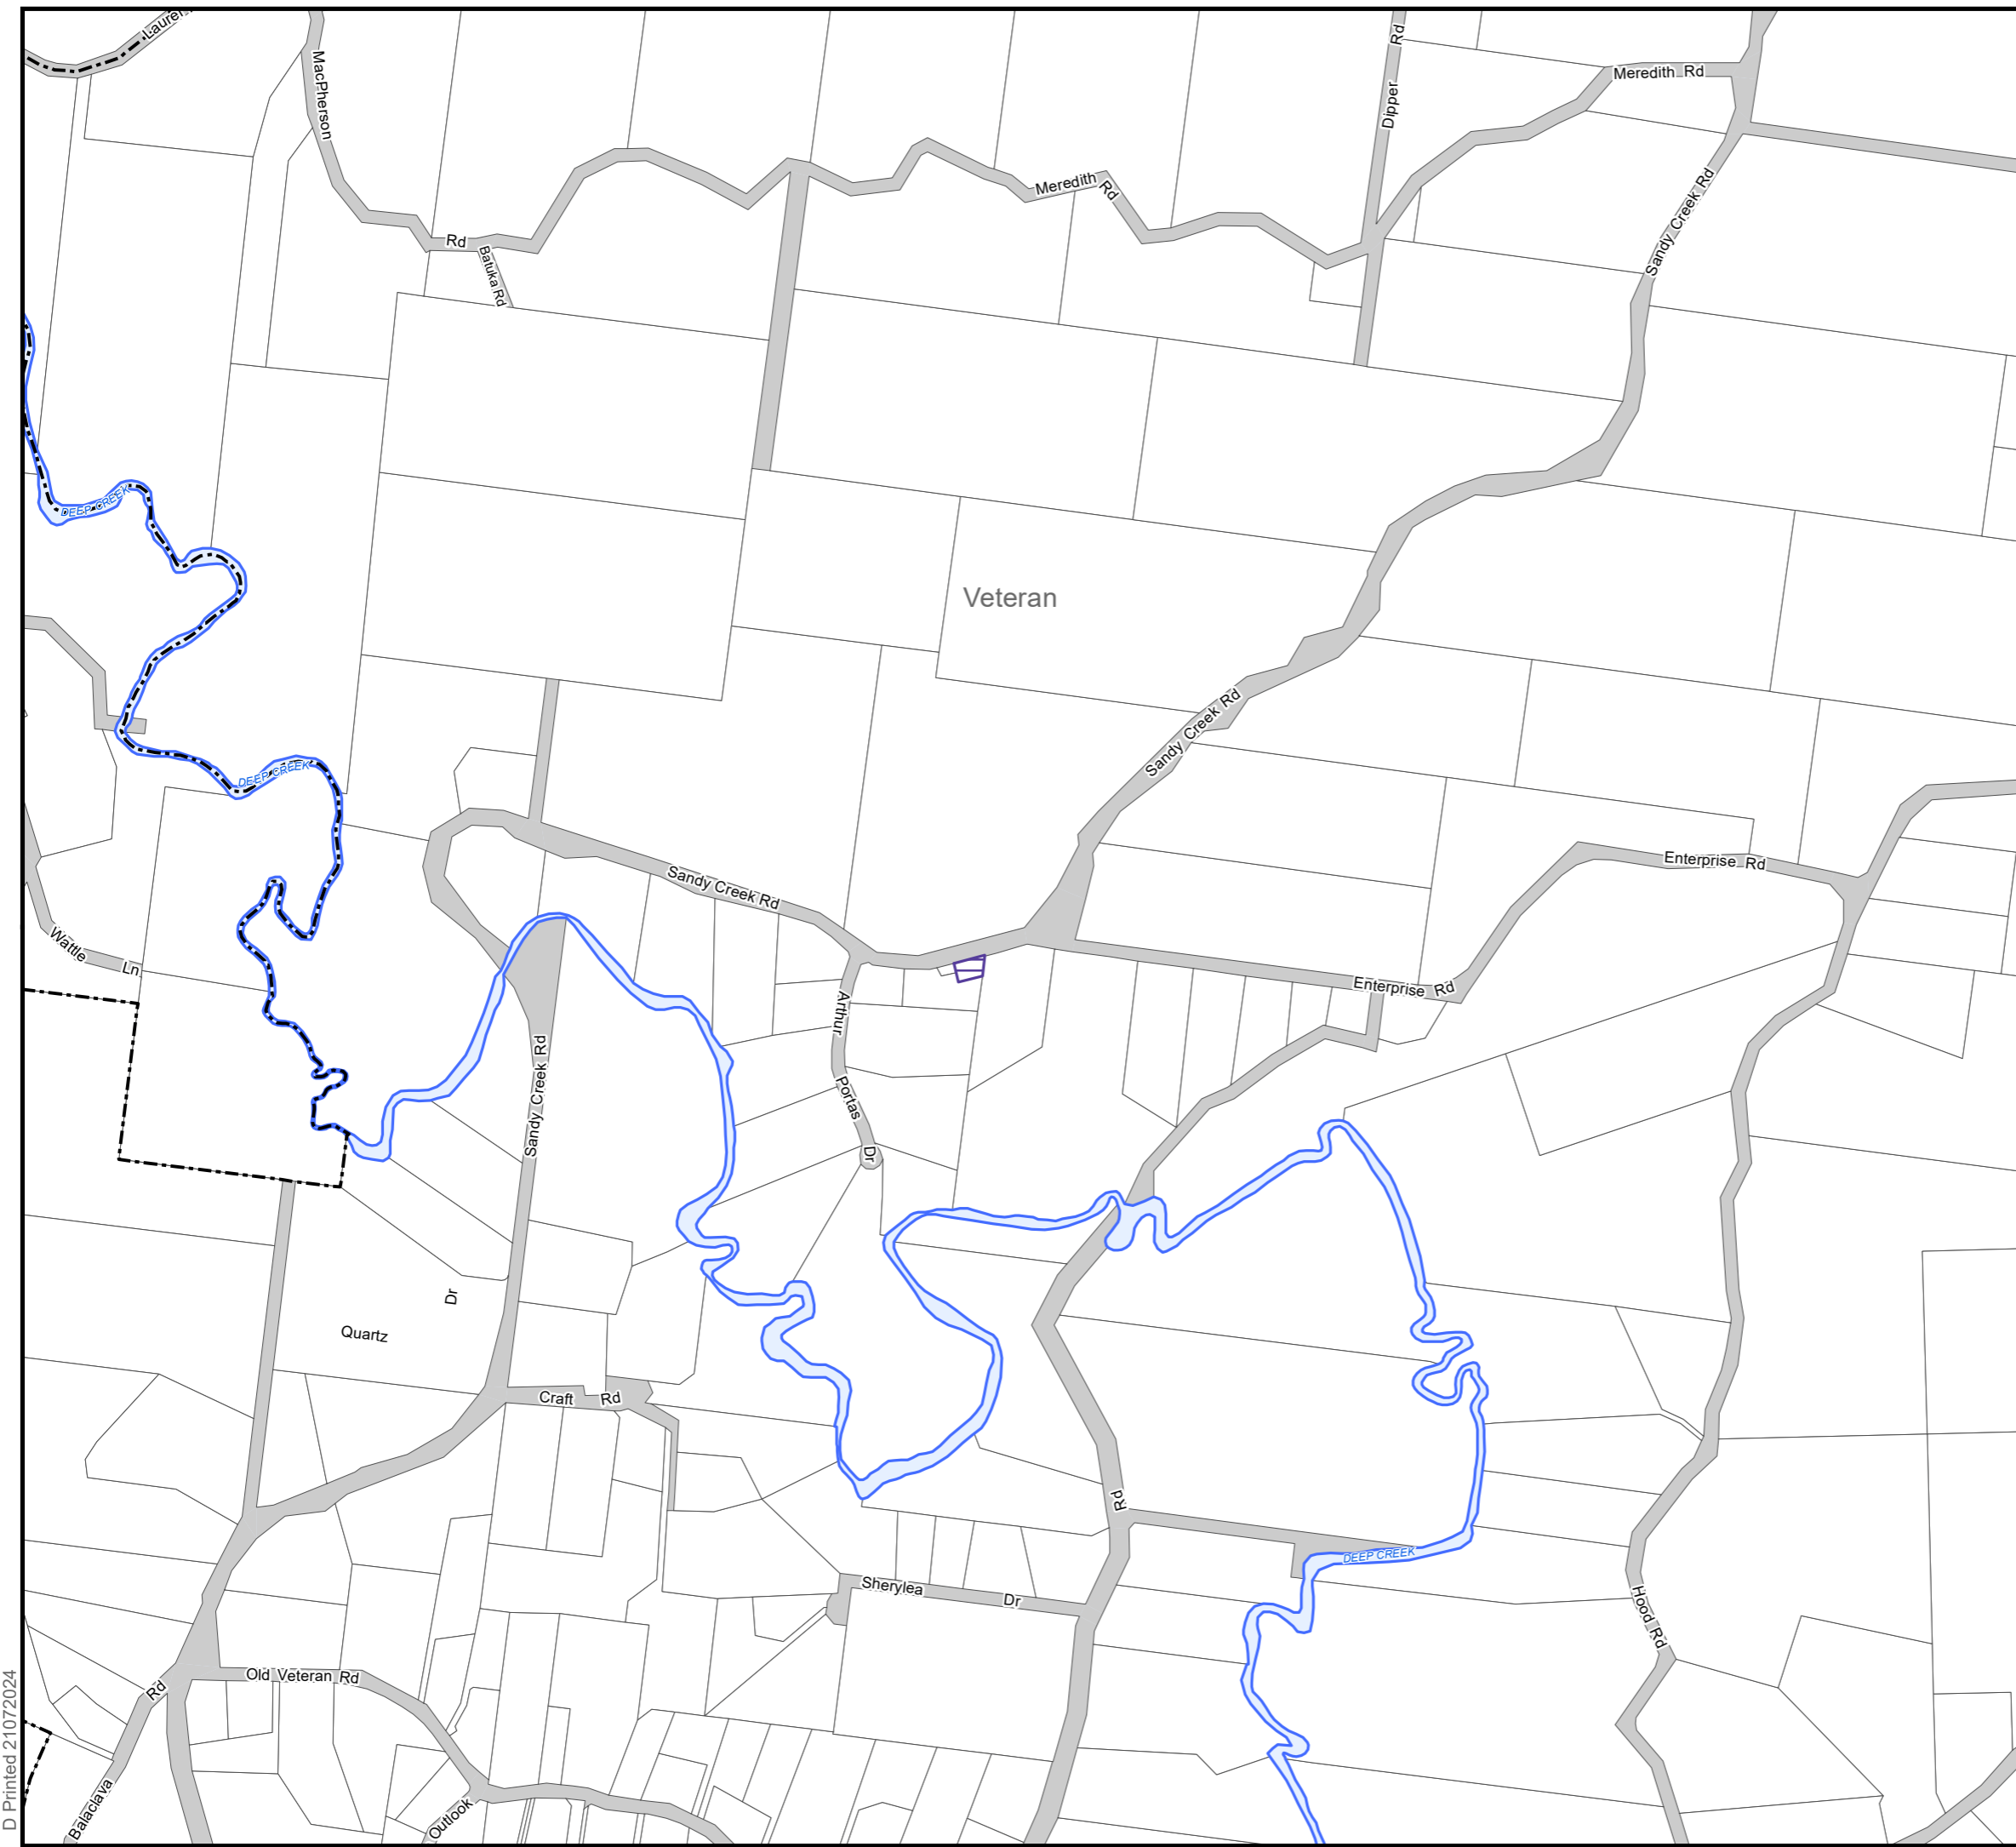 Laurel
MacPherson
Rd
Batuka Rd
Meredith
Rd
Dipper
Rd
Meredith Rd
Sandy Creek Rd
DEEP CREEK
Veteran
Sandy Creek Rd
DEEP CREEK
Sandy Creek Rd
Enterprise Rd
Wattle
Ln
Enterprise Rd
Arthur
Portas
Dr
Sandy Creek Rd
Dr
Quartz
Craft Rd
Rd
DEEP CREEK
Sherylea
Dr
Hood Rd
Old Veteran Rd
Rd
Balaclava
Outlook
D Printed 21072024